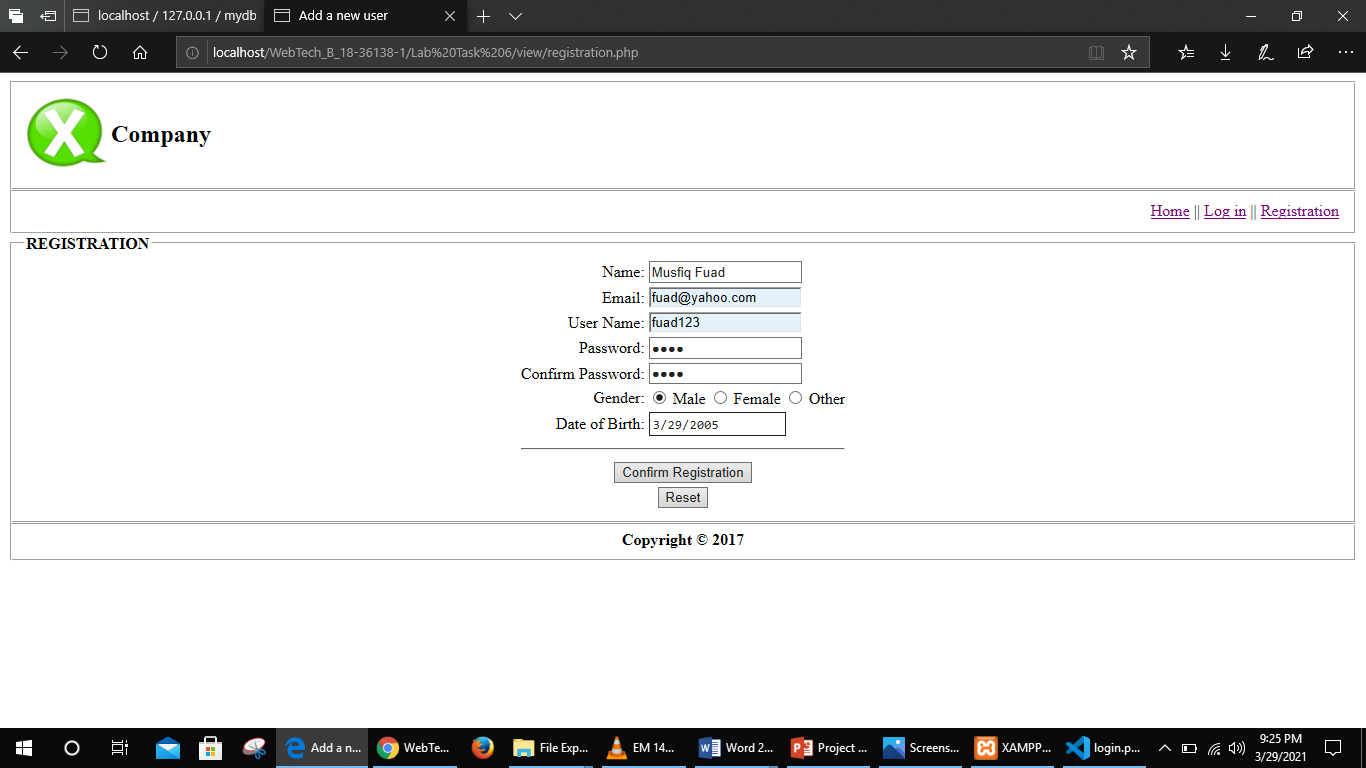 localhost / 127.0.0.1 / mydb
Add a new user
localhost/WebTech_B_18-36138-1/Lab%20Task%206/view/registration.php
X Company
Home || Log in || Registration
REGISTRATION
Name: Musfiq Fuad
Email: fuad@yahoo.com
User Name: fuad123
Password: ••••
Confirm Password: ••••
Gender: Male Female Other
Date of Birth: 3/29/2005
Confirm Registration
Reset
Copyright © 2017
Add a n... WebTe... File Exp... EM 14... Word 2... Project ... Screens... XAMPP... login.p... 9:25 PM
3/29/2021